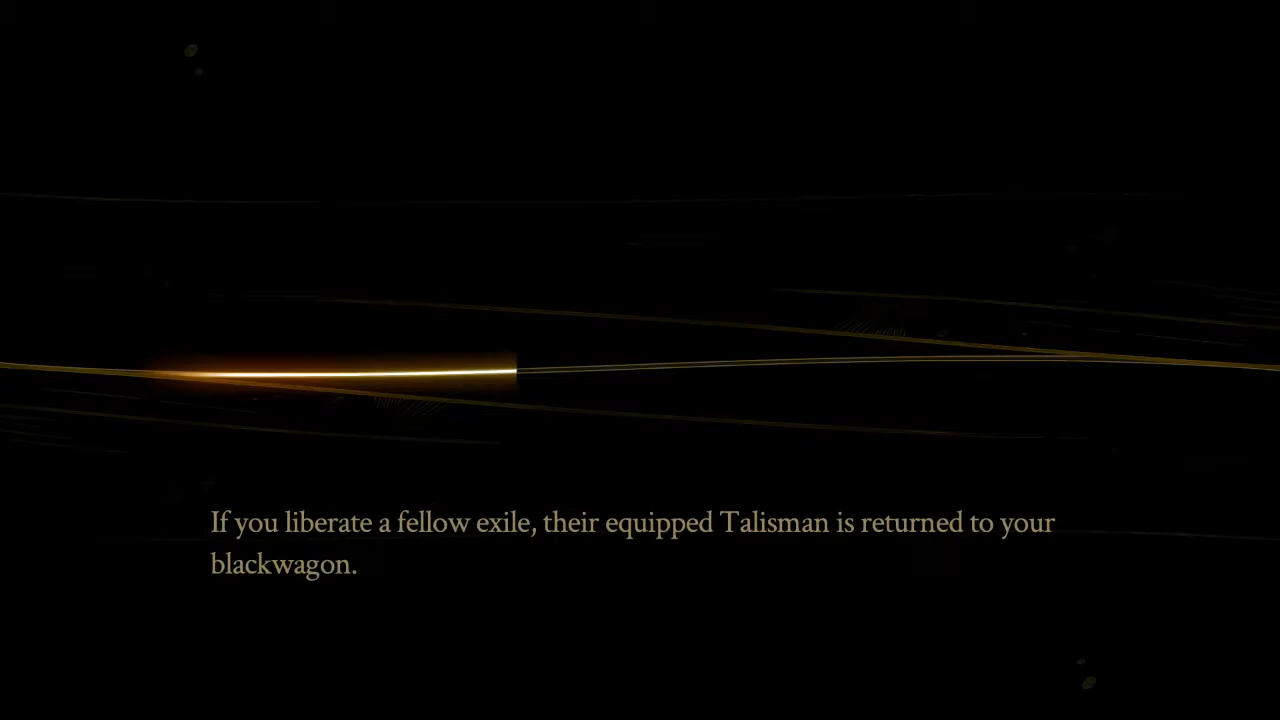 If you liberate a fellow exile, their equipped Talisman is returned to your
blackwagon.